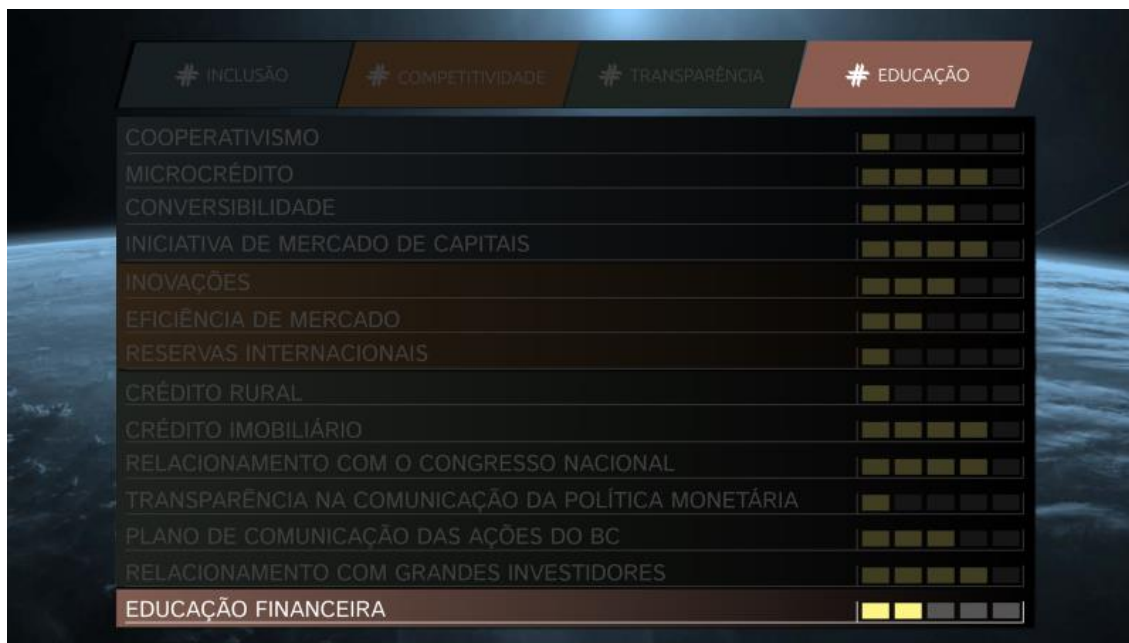 # INCLUSÃO
# COMPETITIVIDADE
# TRANSPARÊNCIA
# EDUCAÇÃO
COOPERATIVISMO
MICROCRÉDITO
CONVERSIBILIDADE
INICIATIVA DE MERCADO DE CAPITAIS
INOVAÇÕES
EFICIÊNCIA DE MERCADO
RESERVAS INTERNACIONAIS
CRÉDITO RURAL
CRÉDITO IMOBILIÁRIO
RELACIONAMENTO COM O CONGRESSO NACIONAL
TRANSPARÊNCIA NA COMUNICAÇÃO DA POLÍTICA MONETÁRIA
PLANO DE COMUNICAÇÃO DAS AÇÕES DO BC
RELACIONAMENTO COM GRANDES INVESTIDORES
EDUCAÇÃO FINANCEIRA